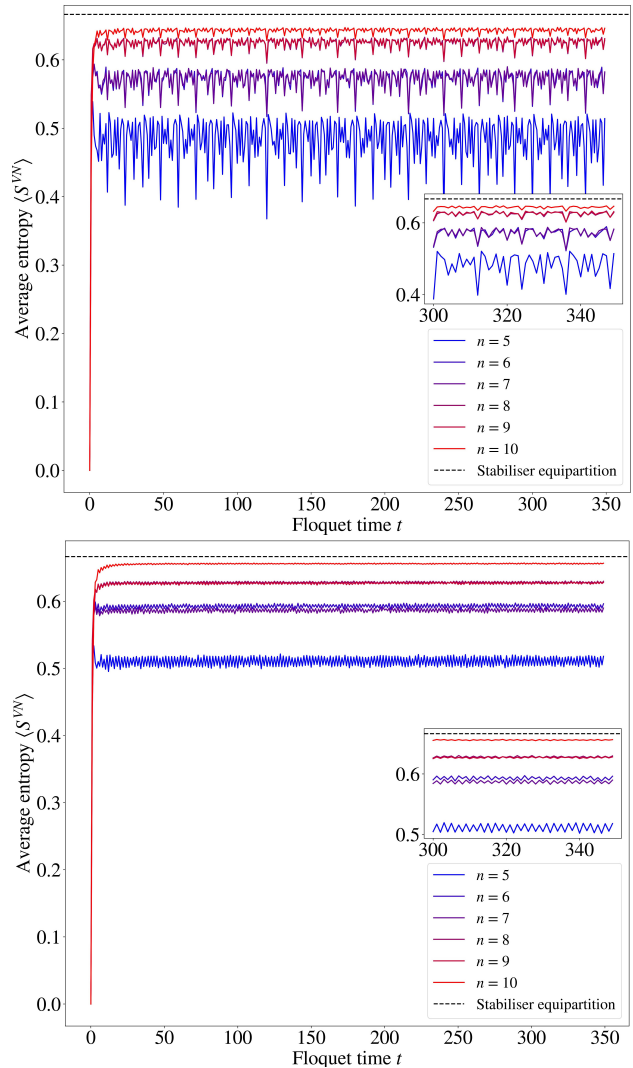 Average entropy ⟨S^{VN}⟩
0.6
0.5
0.4
0.3
0.2
0.1
0.0
0.6
0.4
300
320
340
n = 5
n = 6
n = 7
n = 8
n = 9
n = 10
Stabiliser equipartition
0 50 100 150 200 250 300 350
Floquet time t
Average entropy ⟨S^{VN}⟩
0.6
0.5
0.4
0.3
0.2
0.1
0.0
0.6
0.5
300
320
340
n = 5
n = 6
n = 7
n = 8
n = 9
n = 10
Stabiliser equipartition
0 50 100 150 200 250 300 350
Floquet time t